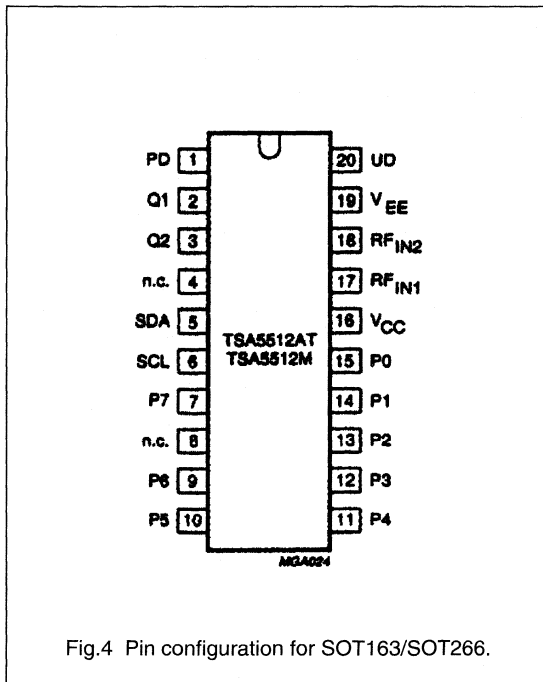 PD 1 20 UD
Q1 2 19 VEE
Q2 3 18 RFIN2
n.c. 4 17 RFIN1
SDA 5 16 VCC
TSA5512AT
TSA5512M
SCL 6 15 P0
P7 7 14 P1
n.c. 8 13 P2
P6 9 12 P3
P5 10 11 P4
MGA024
Fig.4 Pin configuration for SOT163/SOT266.